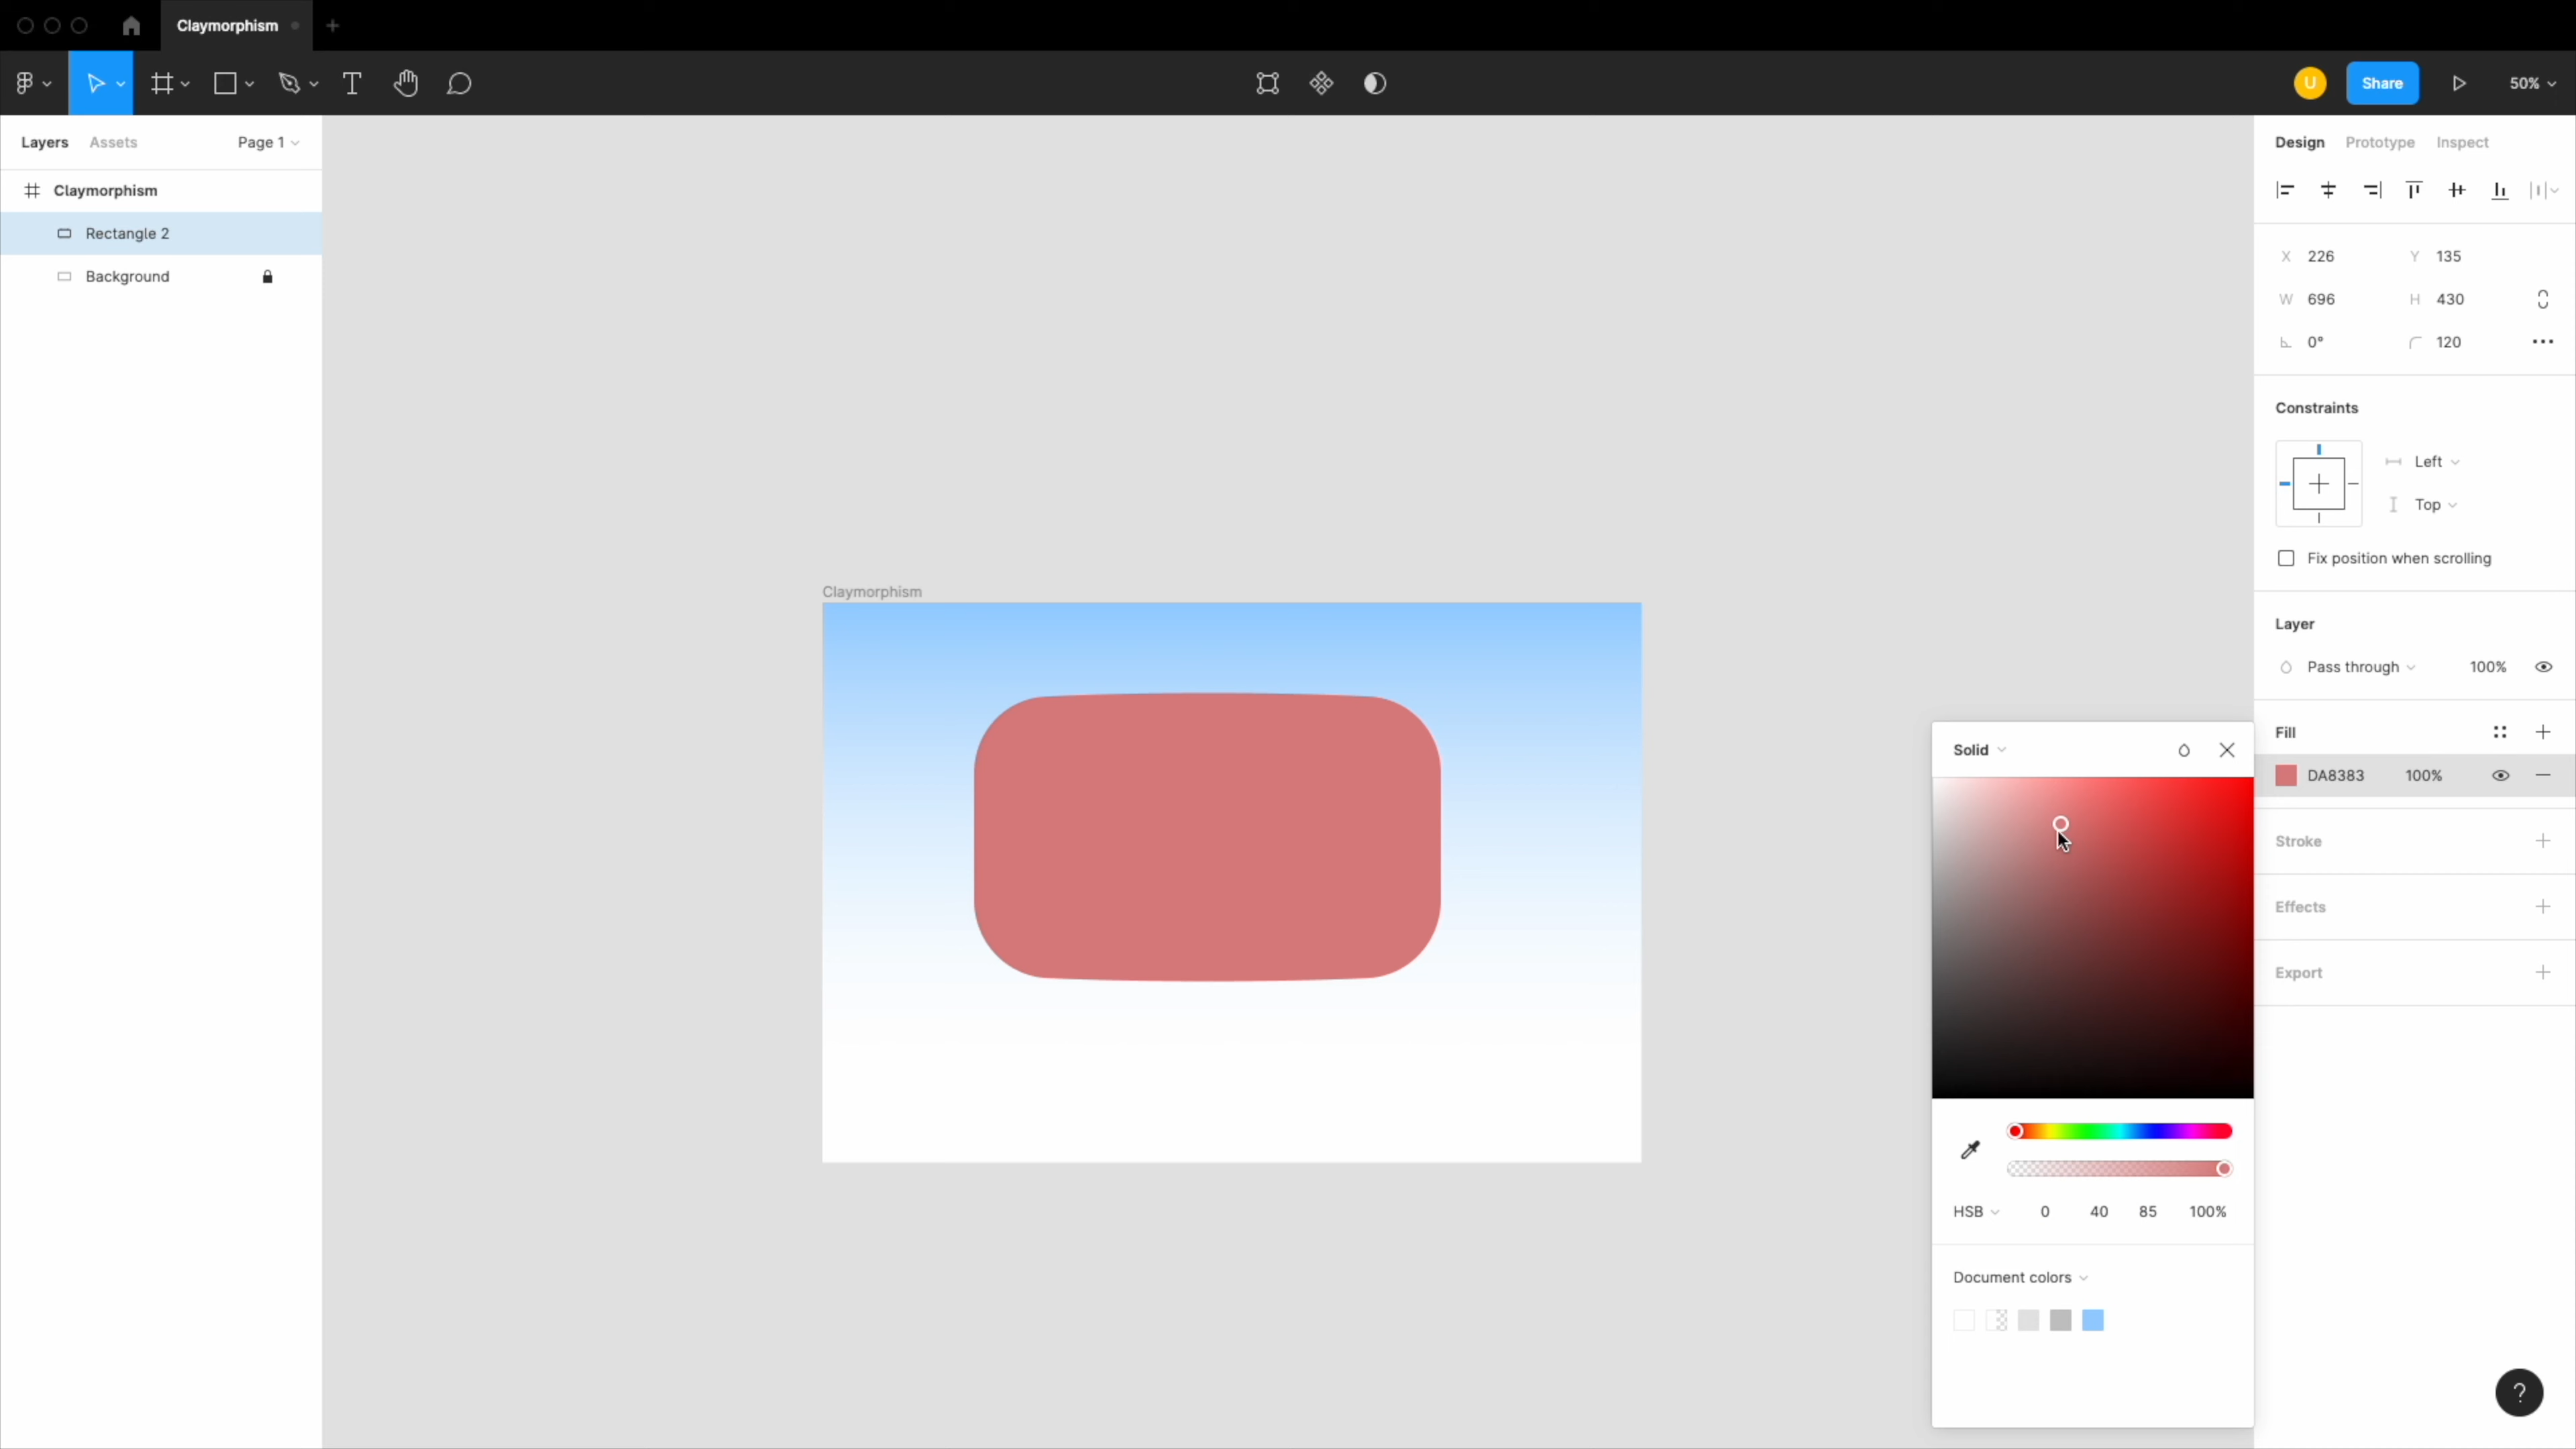 Claymorphism
U
Share
50%
Layers
Assets
Page 1
Claymorphism
Rectangle 2
Background
Claymorphism
Design
Prototype
Inspect
X 226
Y 135
W 696
H 430
0°
120
Constraints
Left
Top
Fix position when scrolling
Layer
Pass through
100%
Fill
DA8383
100%
Stroke
Effects
Export
Solid
HSB
0
40
85
100%
Document colors
?